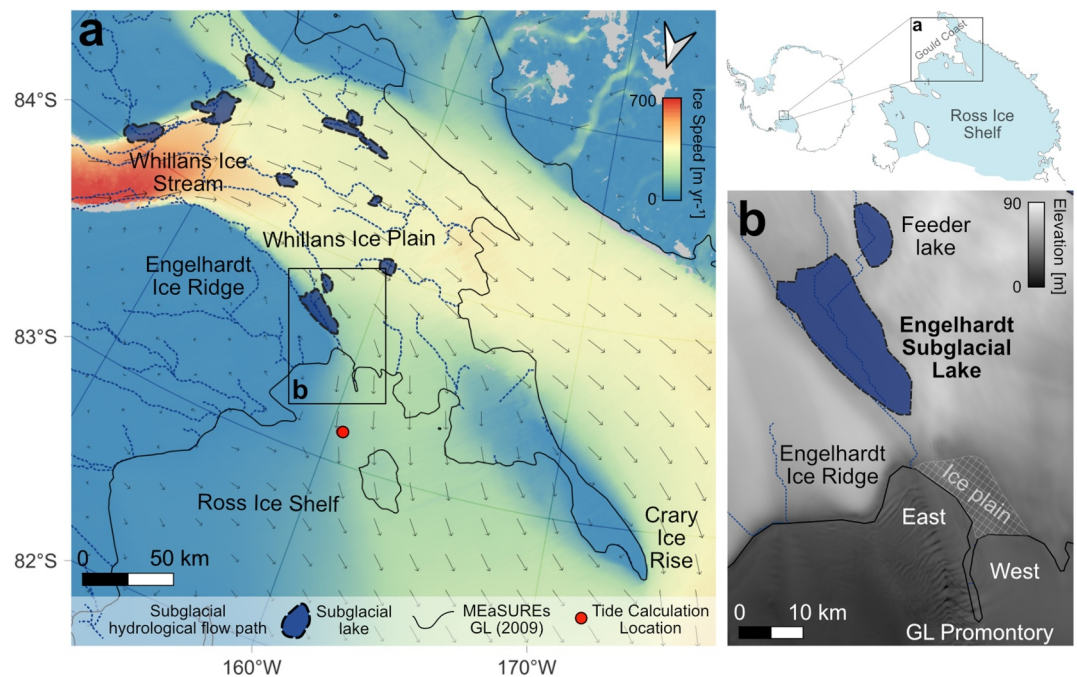 a
84°S
83°S
82°S
160°W
170°W
Whillans Ice
Stream
Whillans Ice Plain
Engelhardt
Ice Ridge
b
Ross Ice Shelf
Crary
Ice
Rise
700
0
Ice Speed [m yr-¹]
0
50 km
Subglacial
hydrological flow path
Subglacial
lake
MEaSUREs
GL (2009)
Tide Calculation
Location
a
Gould Coast
Ross Ice
Shelf
b
90
0
Elevation [m]
Feeder
lake
Engelhardt
Subglacial
Lake
Engelhardt
Ice Ridge
Ice plain
East
West
0
10 km
GL Promontory